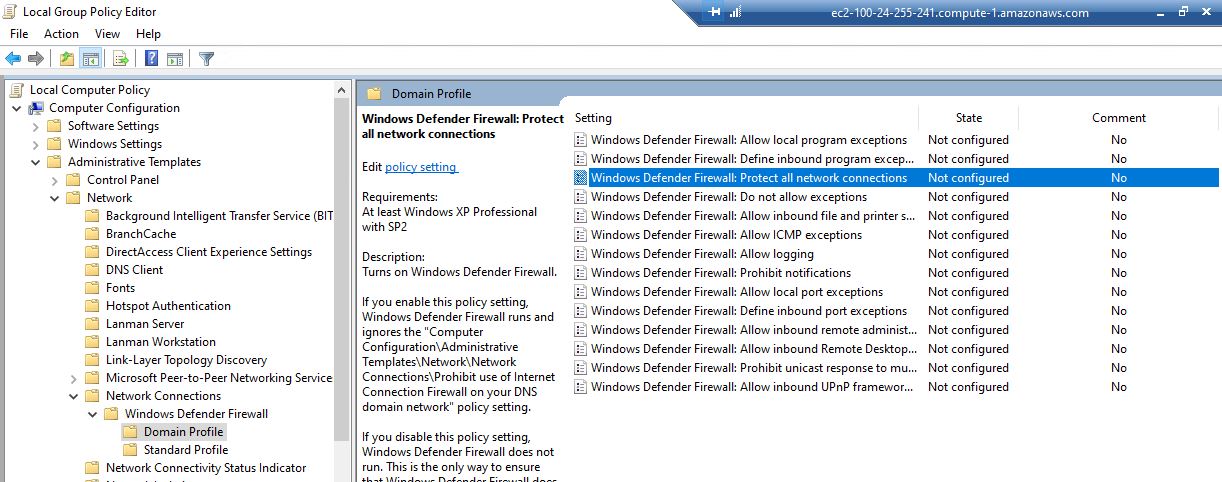 Local Group Policy Editor
ec2-100-24-255-241.compute-1.amazonaws.com
File Action View Help
Local Computer Policy
Computer Configuration
Software Settings
Windows Settings
Administrative Templates
Control Panel
Network
Background Intelligent Transfer Service (BIT
BranchCache
DirectAccess Client Experience Settings
DNS Client
Fonts
Hotspot Authentication
Lanman Server
Lanman Workstation
Link-Layer Topology Discovery
Microsoft Peer-to-Peer Networking Service
Network Connections
Windows Defender Firewall
Domain Profile
Standard Profile
Network Connectivity Status Indicator
Domain Profile
Windows Defender Firewall: Protect
all network connections
Edit policy setting
Requirements:
At least Windows XP Professional
with SP2
Description:
Turns on Windows Defender Firewall.
If you enable this policy setting,
Windows Defender Firewall runs and
ignores the "Computer
Configuration\Administrative
Templates\Network\Network
Connections\Prohibit use of Internet
Connection Firewall on your DNS
domain network" policy setting.
If you disable this policy setting,
Windows Defender Firewall does not
run. This is the only way to ensure
that Windows Defender Firewall does
Setting State Comment
Windows Defender Firewall: Allow local program exceptions Not configured No
Windows Defender Firewall: Define inbound program excep... Not configured No
Windows Defender Firewall: Protect all network connections Not configured No
Windows Defender Firewall: Do not allow exceptions Not configured No
Windows Defender Firewall: Allow inbound file and printer s... Not configured No
Windows Defender Firewall: Allow ICMP exceptions Not configured No
Windows Defender Firewall: Allow logging Not configured No
Windows Defender Firewall: Prohibit notifications Not configured No
Windows Defender Firewall: Allow local port exceptions Not configured No
Windows Defender Firewall: Define inbound port exceptions Not configured No
Windows Defender Firewall: Allow inbound remote administ... Not configured No
Windows Defender Firewall: Allow inbound Remote Desktop... Not configured No
Windows Defender Firewall: Prohibit unicast response to mu... Not configured No
Windows Defender Firewall: Allow inbound UPnP framewor... Not configured No